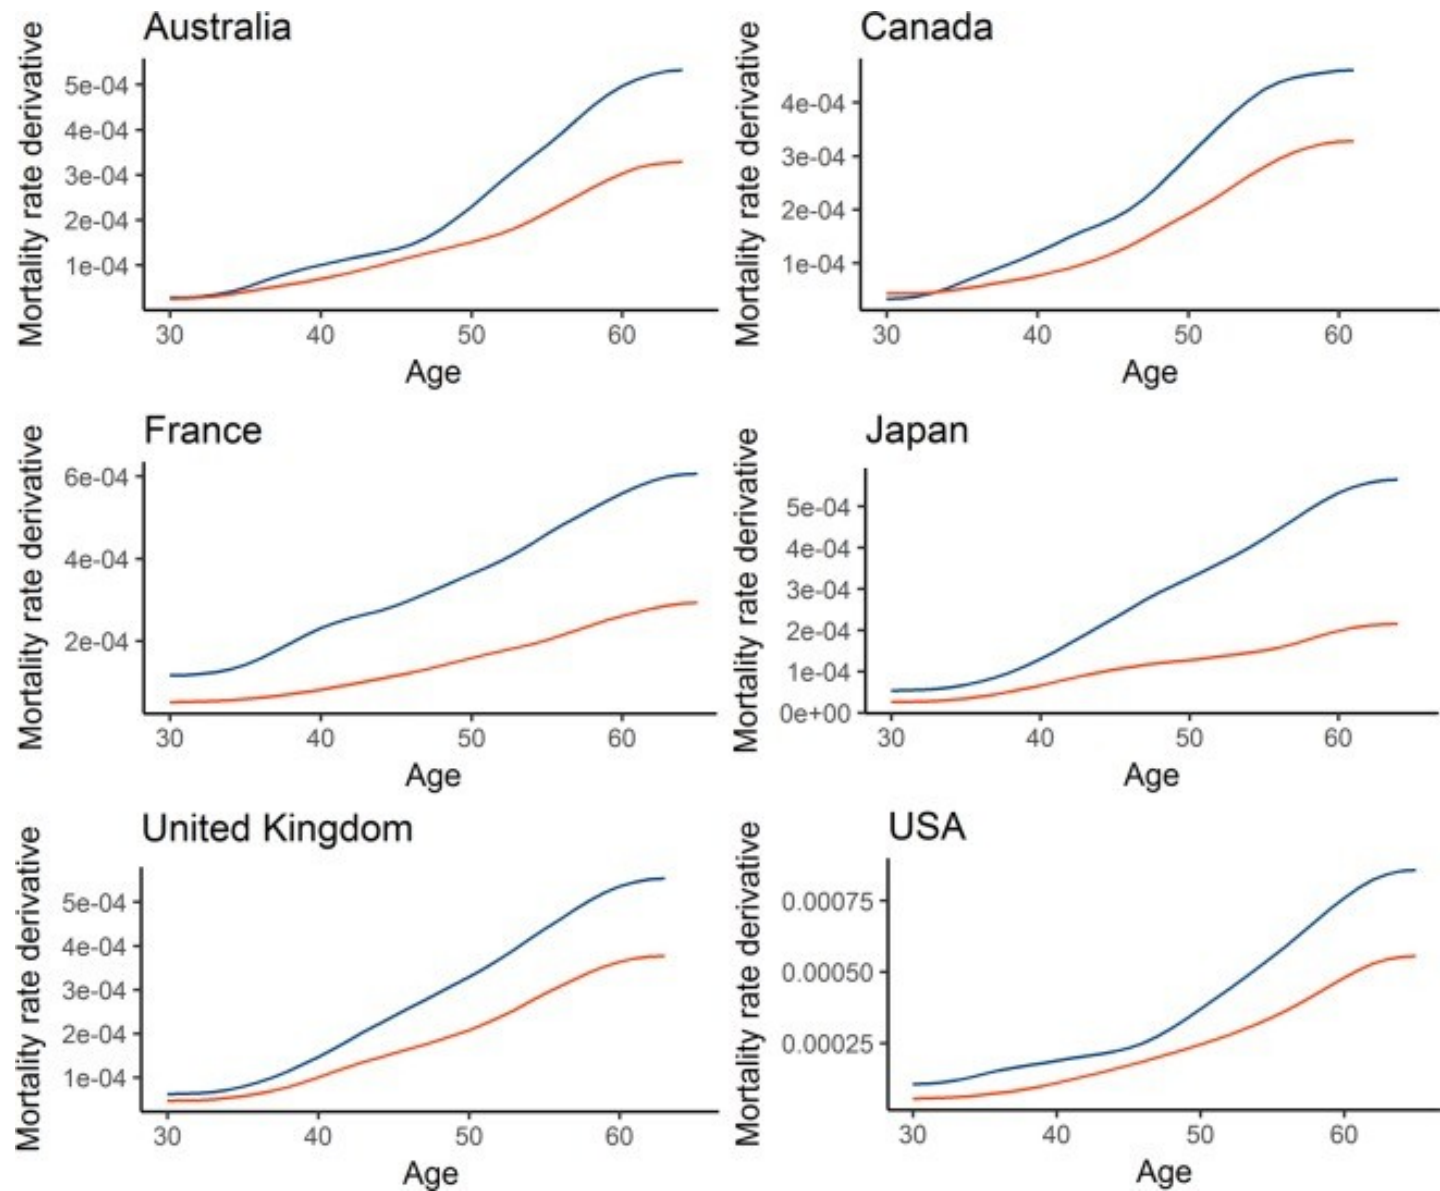 Australia
Mortality rate derivative
5e-04
4e-04
3e-04
2e-04
1e-04
30 40 50 60
Age
Canada
Mortality rate derivative
4e-04
3e-04
2e-04
1e-04
30 40 50 60
Age
France
Mortality rate derivative
6e-04
4e-04
2e-04
30 40 50 60
Age
Japan
Mortality rate derivative
5e-04
4e-04
3e-04
2e-04
1e-04
0e+00
30 40 50 60
Age
United Kingdom
Mortality rate derivative
5e-04
4e-04
3e-04
2e-04
1e-04
30 40 50 60
Age
USA
Mortality rate derivative
0.00075
0.00050
0.00025
30 40 50 60
Age